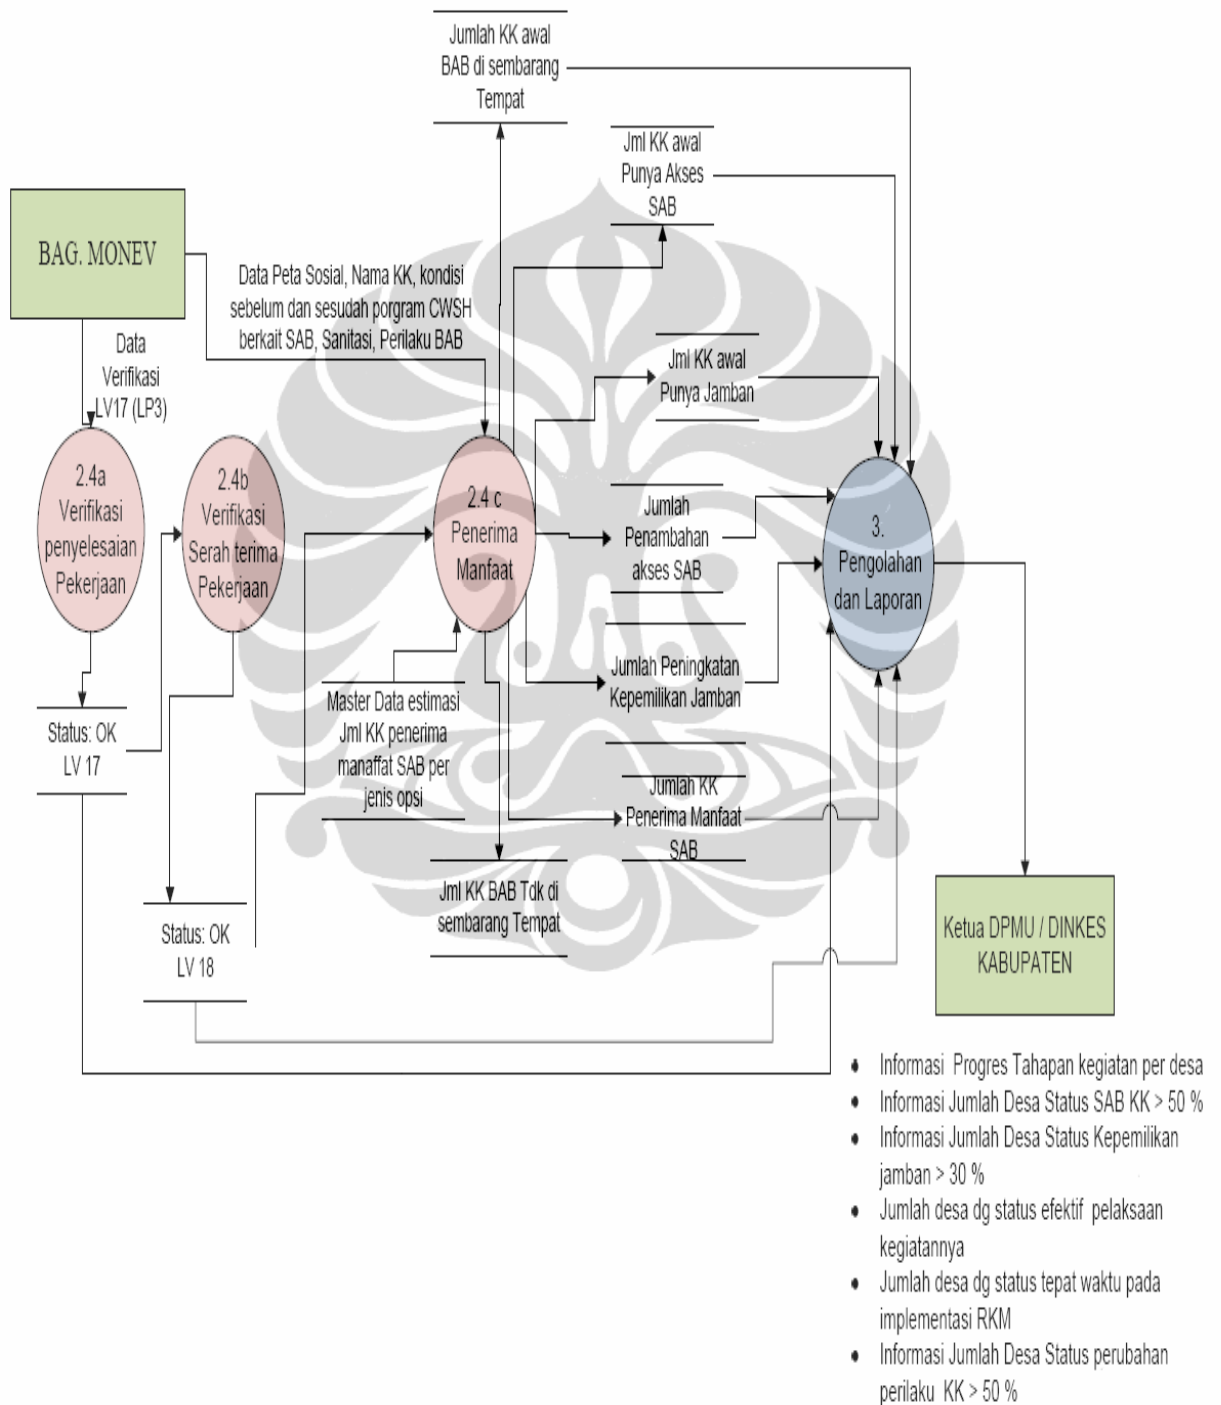 Jumlah KK awal
BAB di sembarang
Tempat
Jml KK awal
Punya Akses
SAB
BAG. MONEV
Data Peta Sosial, Nama KK, kondisi
sebelum dan sesudah porgram CWSH
berkait SAB, Sanitasi, Perilaku BAB
Data
Verifikasi
LV17 (LP3)
Jml KK awal
Punya Jamban
2.4a
Verifikasi
penyelesaian
Pekerjaan
2.4b
Verifikasi
Serah terima
Pekerjaan
2.4 c
Penerima
Manfaat
Jumlah
Penambahan
akses SAB
3.
Pengolahan
dan Laporan
Jumlah Peningkatan
Kepemilikan Jamban
Master Data estimasi
Jml KK penerima
manaffat SAB per
jenis opsi
Status: OK
LV 17
Jumlah KK
Penerima Manfaat
SAB
Jml KK BAB Tdk di
sembarang Tempat
Status: OK
LV 18
Ketua DPMU / DINKES
KABUPATEN
• Informasi Progres Tahapan kegiatan per desa
• Informasi Jumlah Desa Status SAB KK > 50 %
• Informasi Jumlah Desa Status Kepemilikan
jamban > 30 %
• Jumlah desa dg status efektif pelaksaan
kegiatannya
• Jumlah desa dg status tepat waktu pada
implementasi RKM
• Informasi Jumlah Desa Status perubahan
perilaku KK > 50 %